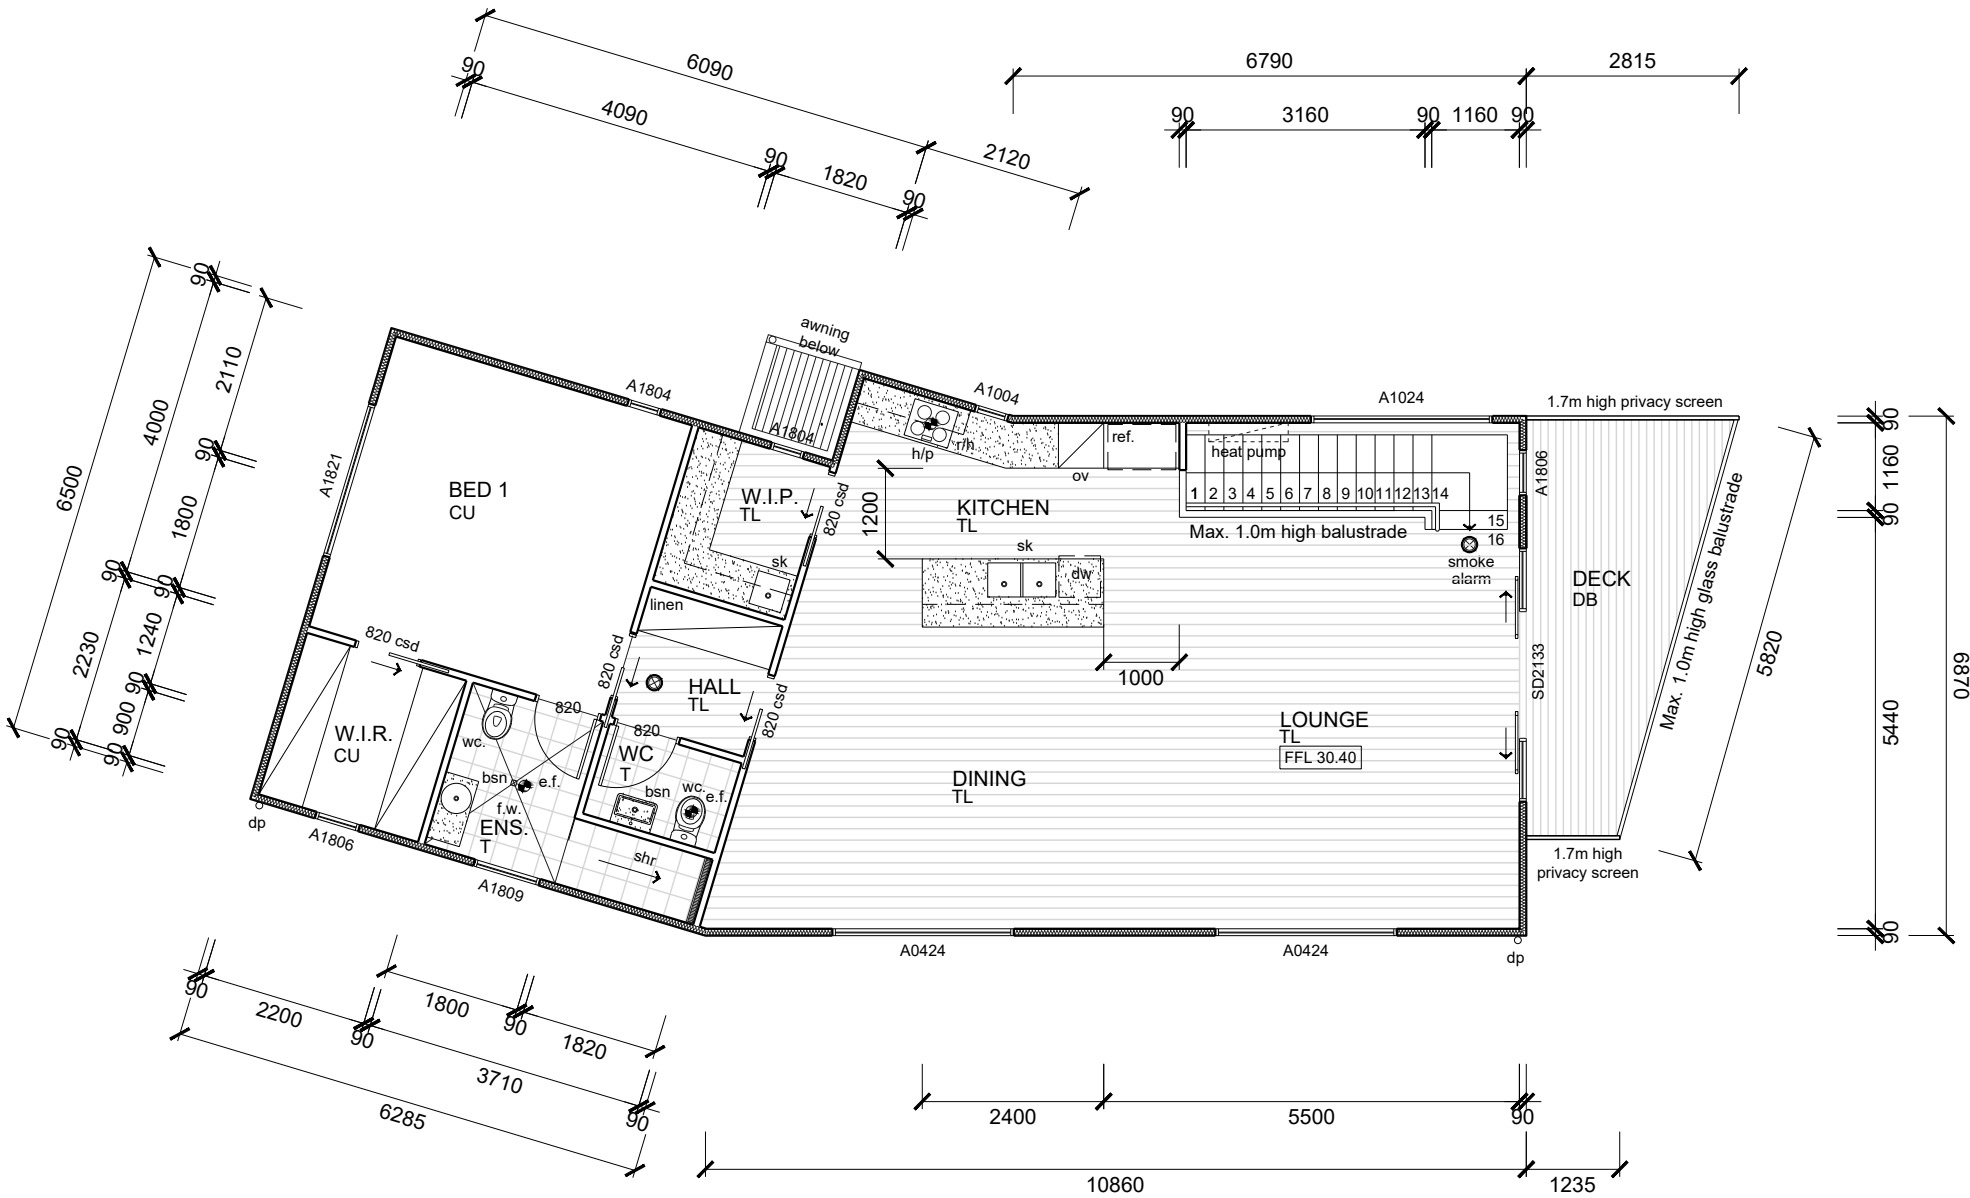 6090
90
4090
90
1820
90
2120
6790
2815
90
3160
90
1160
90
90
4000
6500
90
2110
90
1800
90
2230
90
1240
90
900
90
90
awning
below
A1804
A1804
A1004
A1024
1.7m high privacy screen
A1821
BED 1
CU
W.I.P.
TL
820 csd
sk
h/p
r/h
ov
ref.
heat pump
1200
KITCHEN
TL
1 2 3 4 5 6 7 8 9 10 11 12 13 14
15
16
Max. 1.0m high balustrade
smoke
alarm
A1806
sk
dw
1000
DECK
DB
Max. 1.0m high glass balustrade
SD2133
5820
90
1160
90
5440
90
6870
linen
820 csd
820 csd
HALL
TL
820 csd
820
820
W.I.R.
CU
wc.
bsn
e.f.
f.w.
ENS.
T
WC
T
bsn
wc.
e.f.
shr
LOUNGE
TL
FFL 30.40
DINING
TL
dp
A1806
A1809
A0424
A0424
dp
1.7m high
privacy screen
90
2200
90
1800
90
1820
3710
90
6285
2400
5500
90
10860
1235